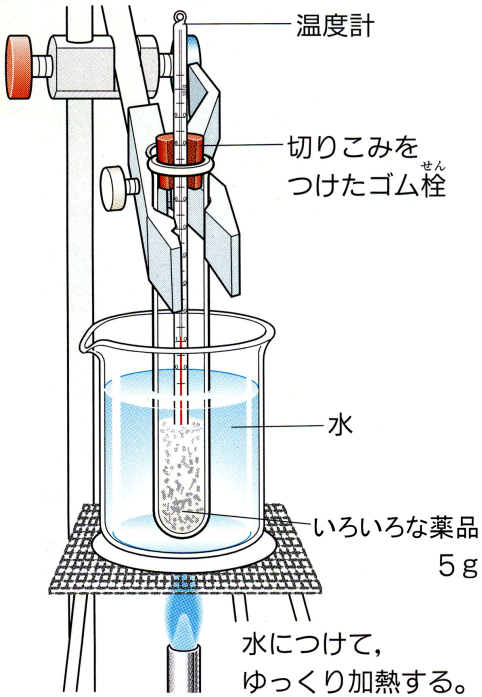 温度計
切りこみを
つけたゴム栓
せん
水
いろいろな薬品
5g
水につけて，
ゆっくり加熱する。